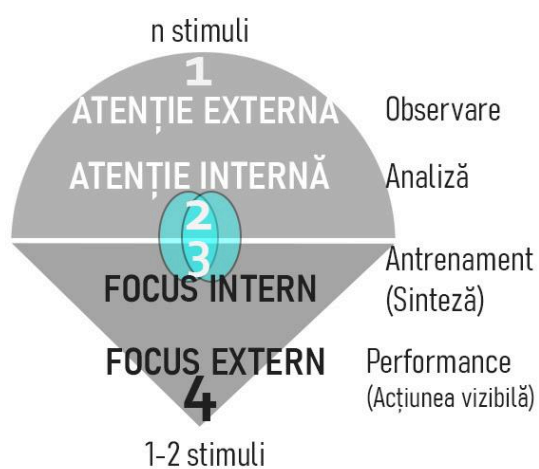 n stimuli
1
ATENȚIE EXTERNĂ
Observare
ATENȚIE INTERNĂ
Analiză
2
3
Antrenament
(Sinteză)
FOCUS INTERN
FOCUS EXTERN
Performance
(Acțiunea vizibilă)
4
1-2 stimuli